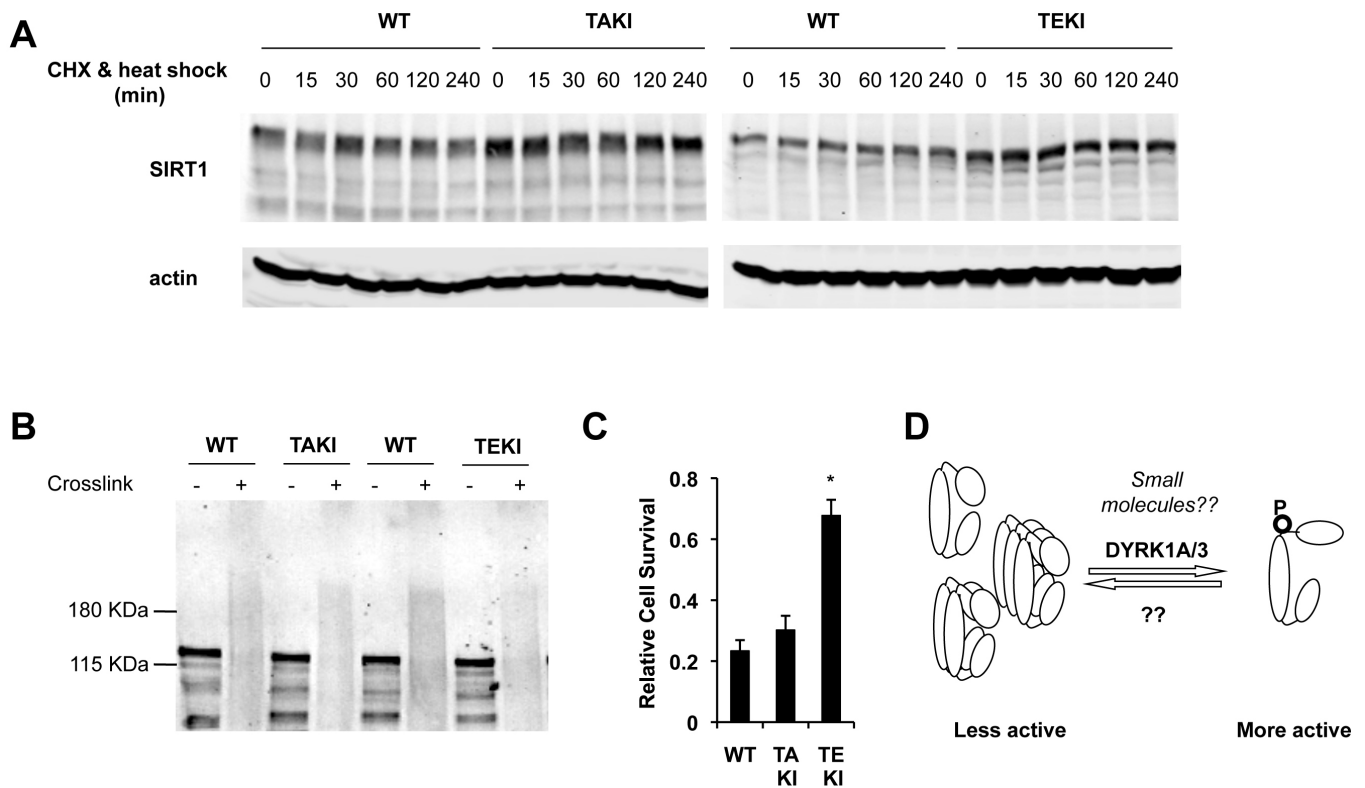 A
WT TAKI WT TEKI
CHX & heat shock
(min)
0 15 30 60 120 240 0 15 30 60 120 240 0 15 30 60 120 240 0 15 30 60 120 240
SIRT1
actin
B
WT TAKI WT TEKI
Crosslink - + - + - + - +
180 KDa
115 KDa
C
Relative Cell Survival
0.8
*
0.6
0.4
0.2
0
WT TA TE
KI KI
D
Small
molecules??
P
DYRK1A/3
??
Less active More active